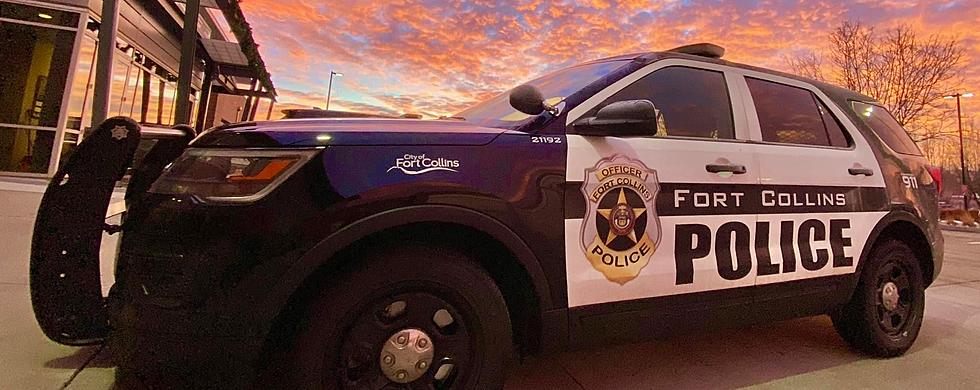 21192
City of
Fort Collins
OFFICER
FORT COLLINS
POLICE
FORT COLLINS
POLICE
911